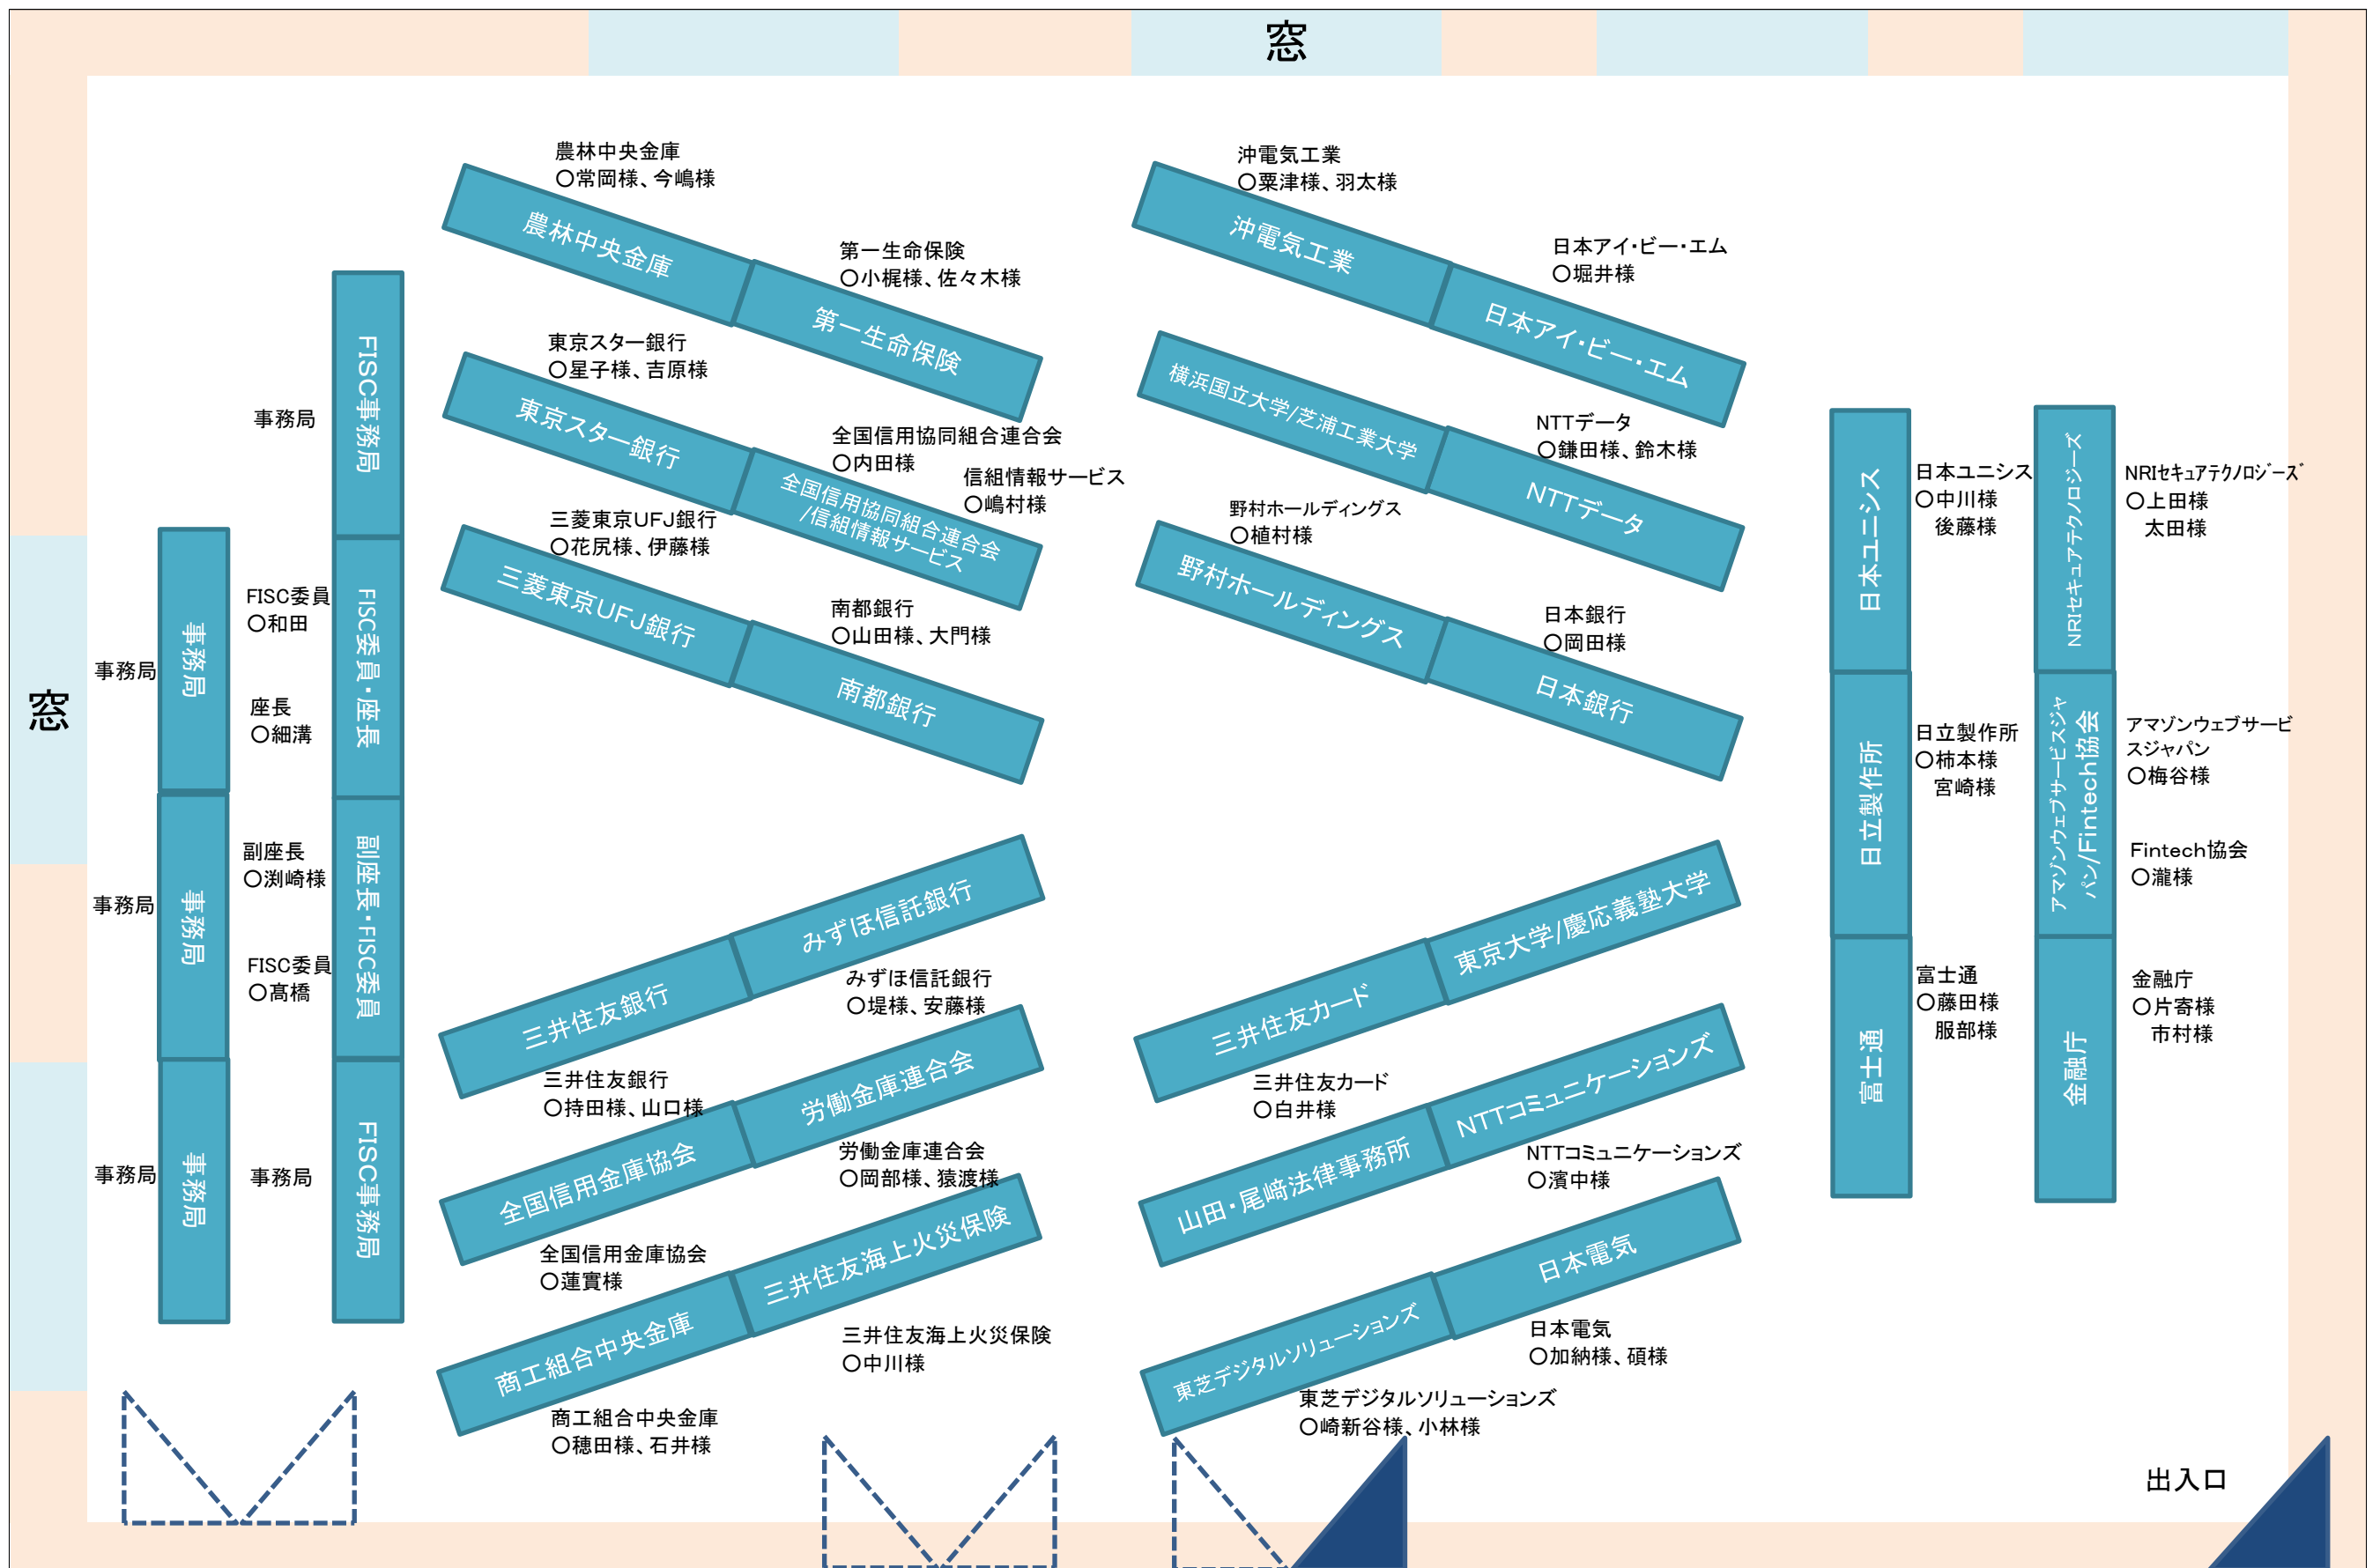 窓
農林中央金庫
〇常岡様、今嶋様
農林中央金庫
第一生命保険
〇小梶様、佐々木様
第一生命保険
東京スター銀行
〇星子様、吉原様
東京スター銀行
全国信用協同組合連合会
〇内田様
信組情報サービス
〇嶋村様
全国信用協同組合連合会
/信組情報サービス
三菱東京UFJ銀行
〇花尻様、伊藤様
三菱東京UFJ銀行
南都銀行
〇山田様、大門様
南都銀行
沖電気工業
〇粟津様、羽太様
沖電気工業
日本アイ・ビー・エム
〇堀井様
日本アイ・ビー・エム
横浜国立大学/芝浦工業大学
NTTデータ
〇鎌田様、鈴木様
NTTデータ
野村ホールディングス
〇植村様
野村ホールディングス
日本銀行
〇岡田様
日本銀行
窓
事務局
事務局
事務局
事務局
事務局
事務局
事務局
FISC事務局
FISC委員
〇和田
座長
〇細溝
FISC委員・座長
副座長
〇渕崎様
FISC委員
〇髙橋
副座長・FISC委員
事務局
FISC事務局
みずほ信託銀行
みずほ信託銀行
〇堤様、安藤様
三井住友銀行
三井住友銀行
〇持田様、山口様
労働金庫連合会
労働金庫連合会
〇岡部様、猿渡様
全国信用金庫協会
全国信用金庫協会
〇蓮實様
三井住友海上火災保険
三井住友海上火災保険
〇中川様
商工組合中央金庫
商工組合中央金庫
〇穂田様、石井様
東京大学/慶応義塾大学
三井住友カード
三井住友カード
〇白井様
NTTコミュニケーションズ
NTTコミュニケーションズ
〇濱中様
山田・尾﨑法律事務所
日本電気
日本電気
〇加納様、碩様
東芝デジタルソリューションズ
東芝デジタルソリューションズ
〇崎新谷様、小林様
日本ユニシス
日本ユニシス
〇中川様
後藤様
日立製作所
日立製作所
〇柿本様
宮崎様
富士通
富士通
〇藤田様
服部様
NRIセキュアテクノロジーズ
NRIｾｷｭｱﾃｸﾉﾛｼﾞｰｽﾞ
〇上田様
太田様
アマゾンウェブサービスジャ
パン/Fintech協会
アマゾンウェブサービ
スジャパン
〇梅谷様
Fintech協会
〇瀧様
金融庁
金融庁
〇片寄様
市村様
出入口